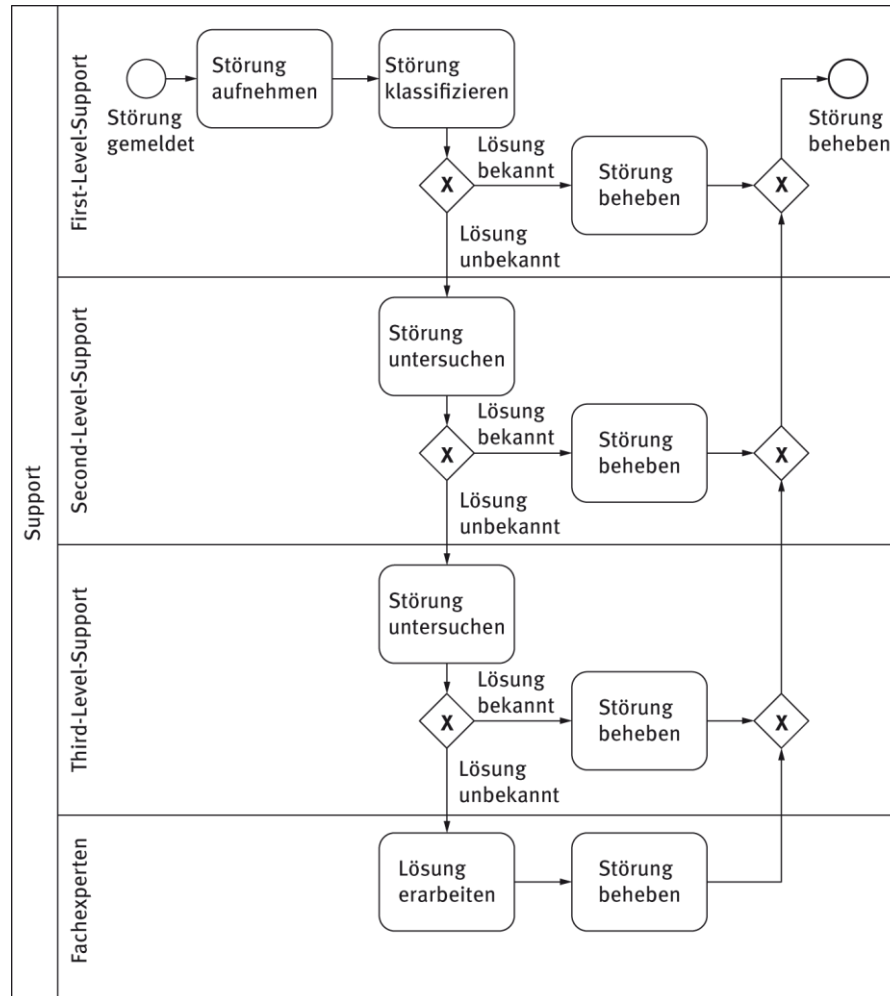 Support
First-Level-Support
Störung
gemeldet
Störung
aufnehmen
Störung
klassifizieren
X
Lösung
bekannt
Störung
beheben
X
Störung
beheben
Lösung
unbekannt
Second-Level-Support
Störung
untersuchen
X
Lösung
bekannt
Störung
beheben
X
Lösung
unbekannt
Third-Level-Support
Störung
untersuchen
X
Lösung
bekannt
Störung
beheben
X
Lösung
unbekannt
Fachexperten
Lösung
erarbeiten
Störung
beheben